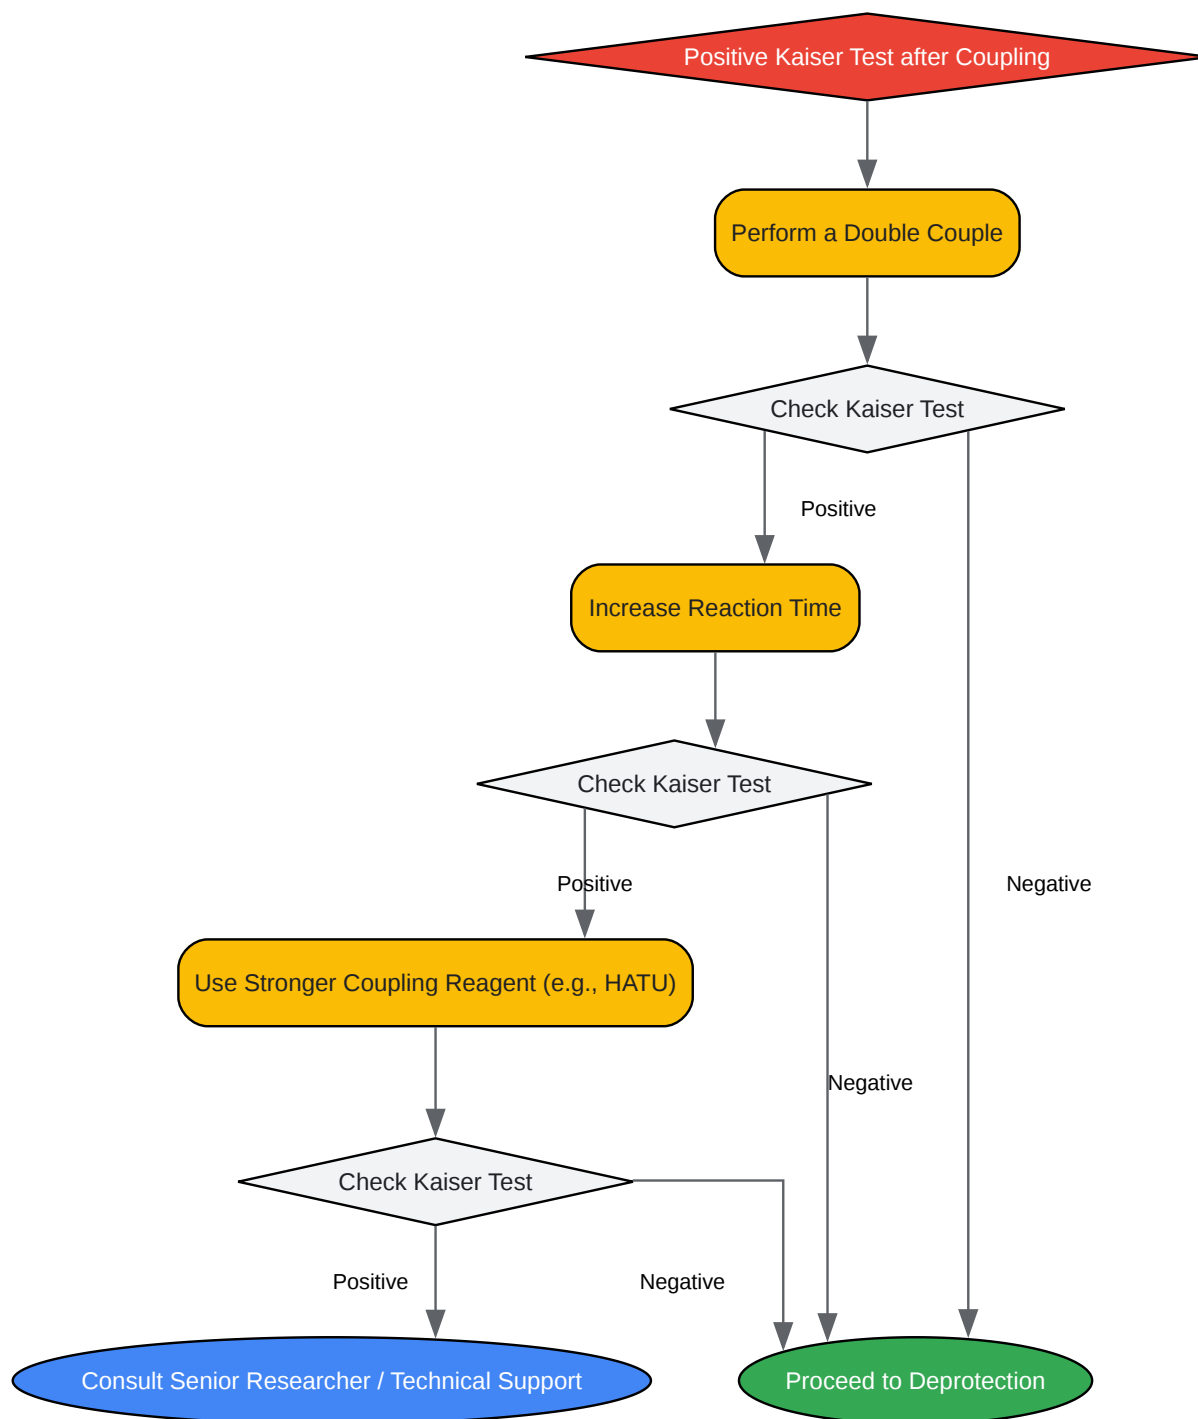 Positive Kaiser Test after Coupling
Perform a Double Couple
Check Kaiser Test
Positive
Increase Reaction Time
Check Kaiser Test
Positive
Negative
Use Stronger Coupling Reagent (e.g., HATU)
Negative
Check Kaiser Test
Positive
Negative
Consult Senior Researcher / Technical Support
Proceed to Deprotection